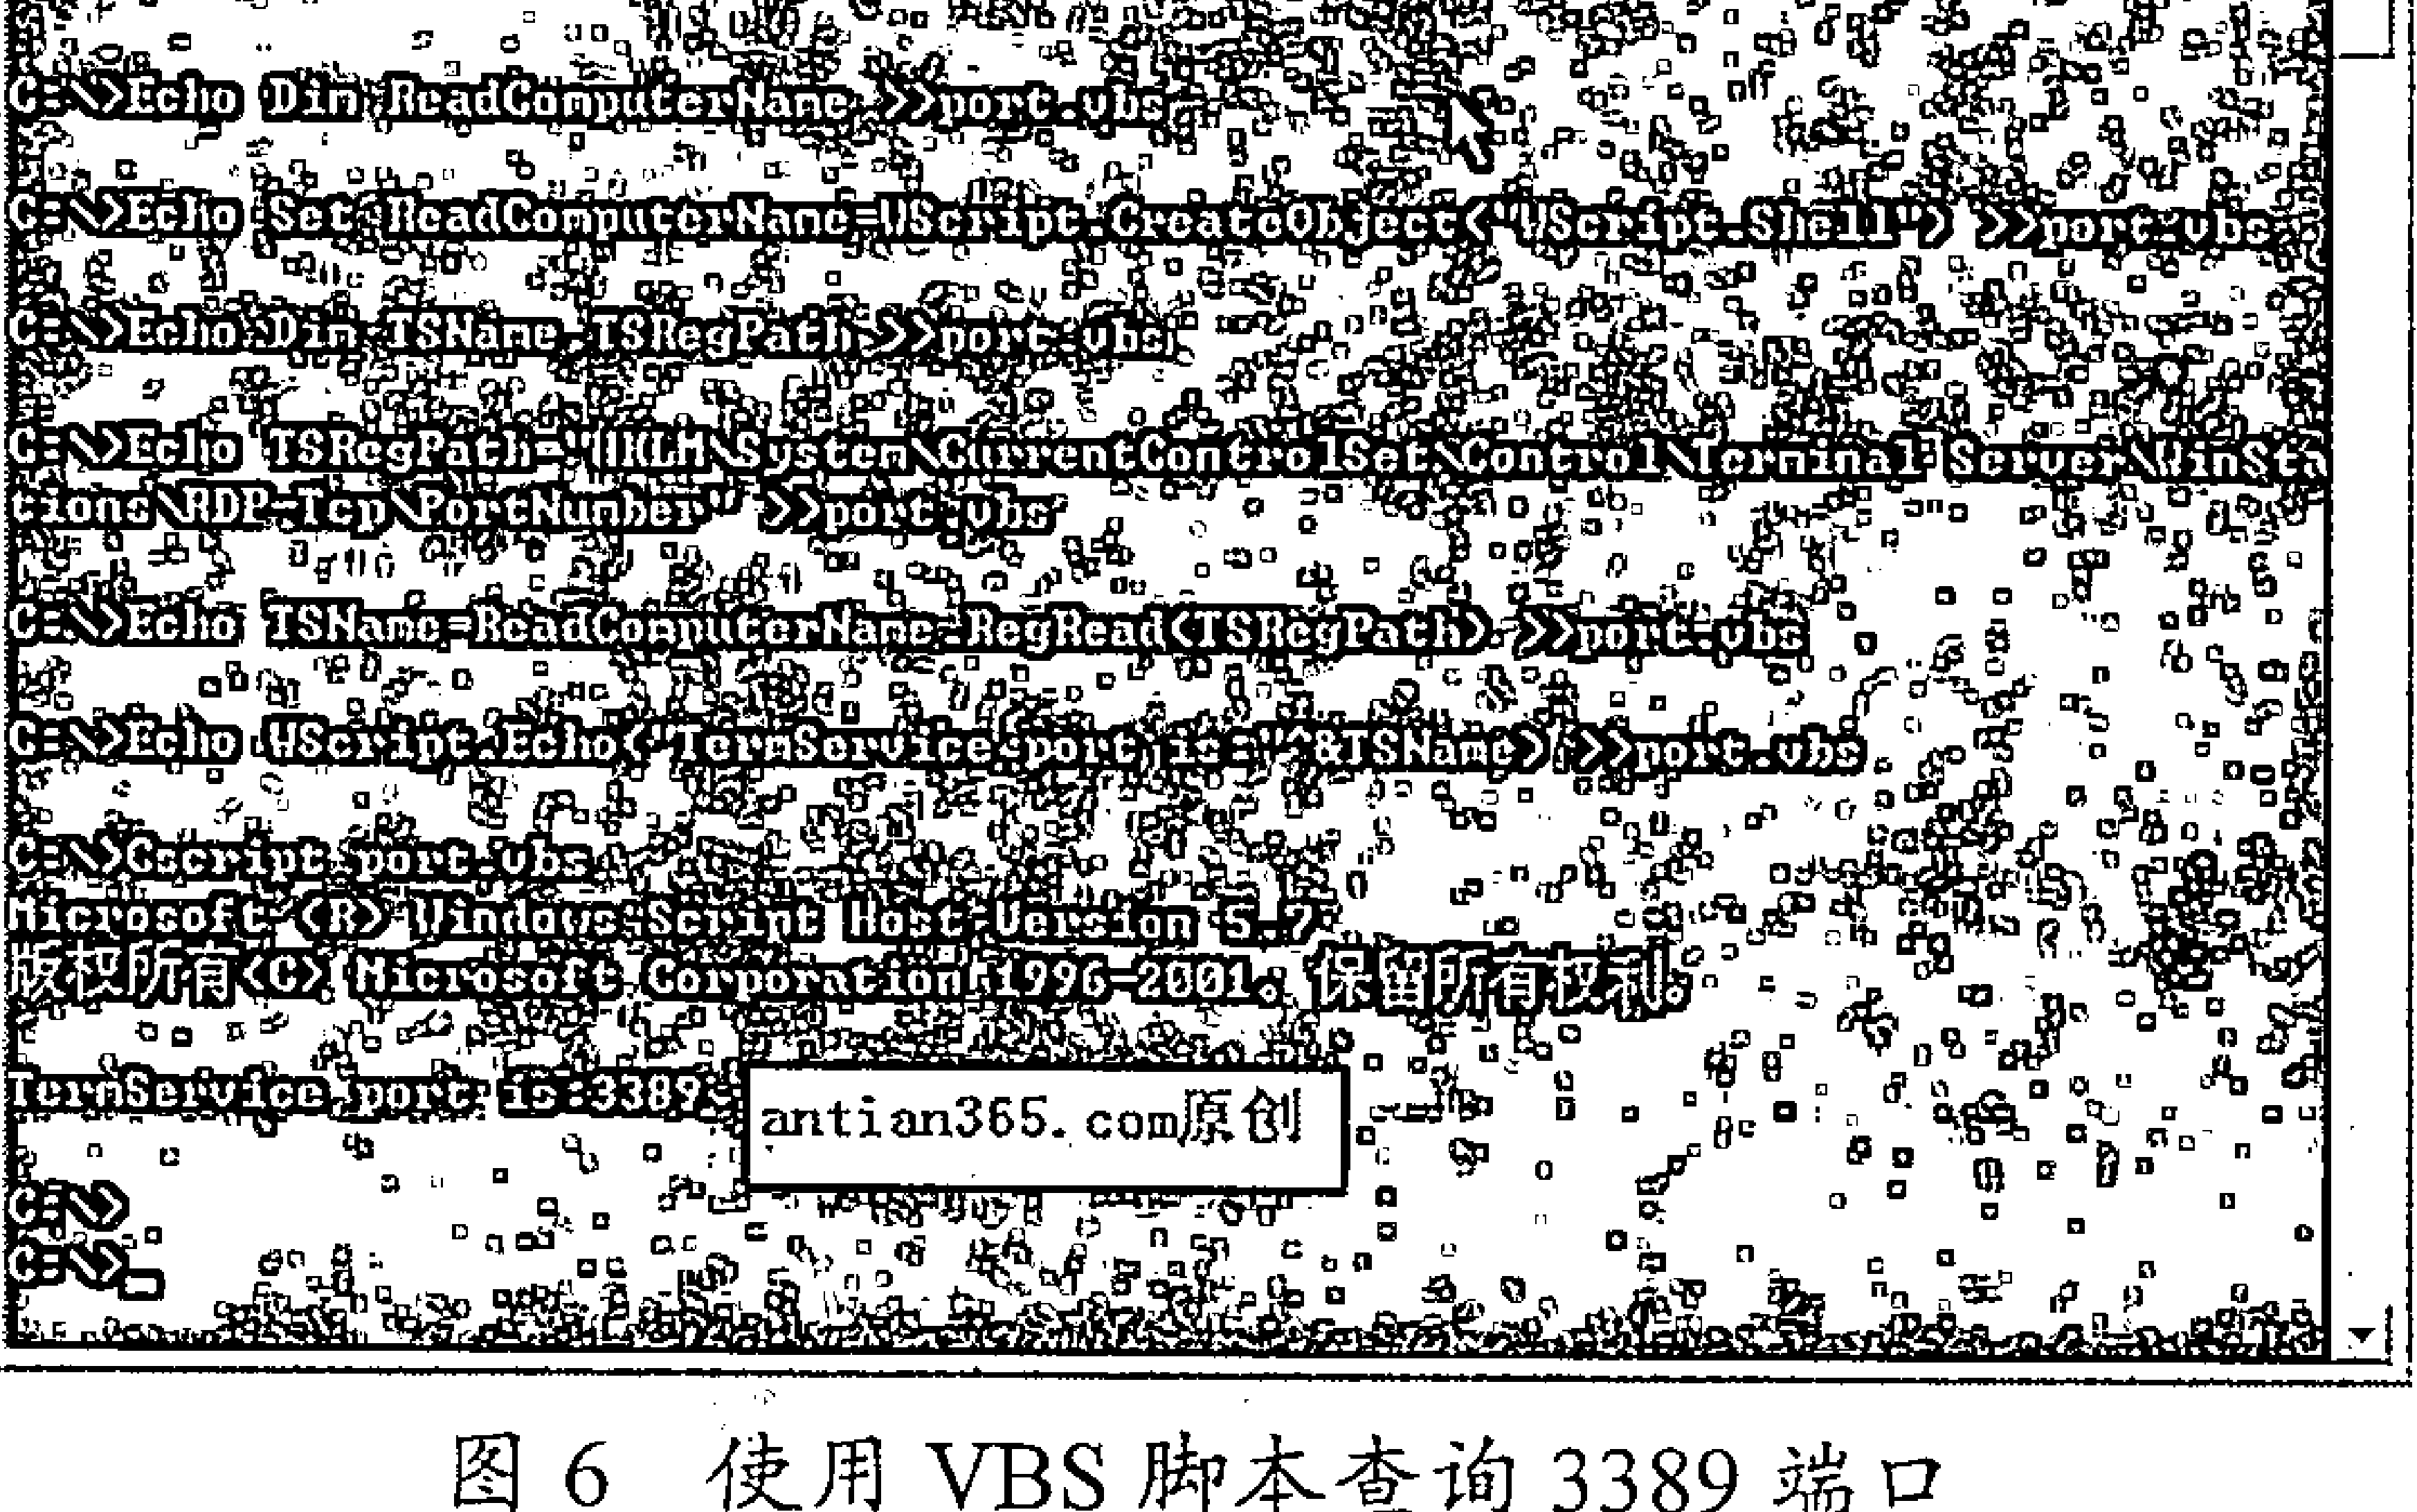 C:\>Echo Dim ReadComputerName >>port.vbs
C:\>Echo Set ReadComputerName=WScript.CreateObject("WScript.Shell") >>port.vbs
C:\>Echo Dim TSName,TSRegPath >>port.vbs
C:\>Echo TSRegPath="HKLM\System\CurrentControlSet\Control\Terminal Server\WinSta
tions\RDP-Tcp\PortNumber" >>port.vbs
C:\>Echo TSName=ReadComputerName.RegRead(TSRegPath) >>port.vbs
C:\>Echo WScript.Echo("TermService port is:"^&TSName) >>port.vbs
C:\>Cscript port.vbs
Microsoft (R) Windows Script Host Version 5.7
版权所有(C) Microsoft Corporation 1996-2001。保留所有权利。
TermService port is:3389
antian365.com原创
C:\>
C:\>_
图 6 使用 VBS 脚本查询 3389 端口